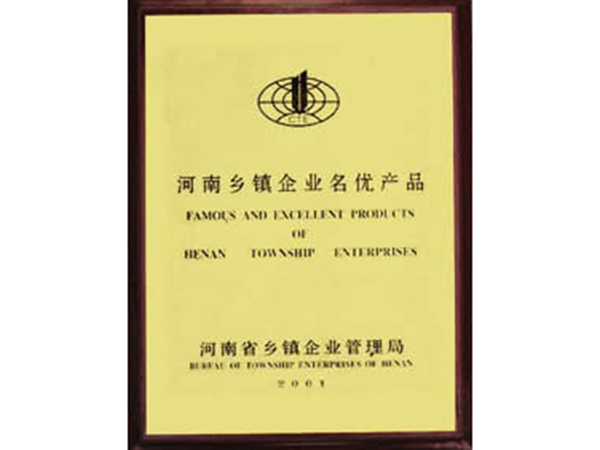 CTE
河南乡镇企业名优产品
FAMOUS AND EXCELLENT PRODUCTS
OF
HENAN TOWNSHIP ENTERPRISES
河南省乡镇企业管理局
BUREAU OF TOWNSHIP ENTERPRISES OF HENAN
2001